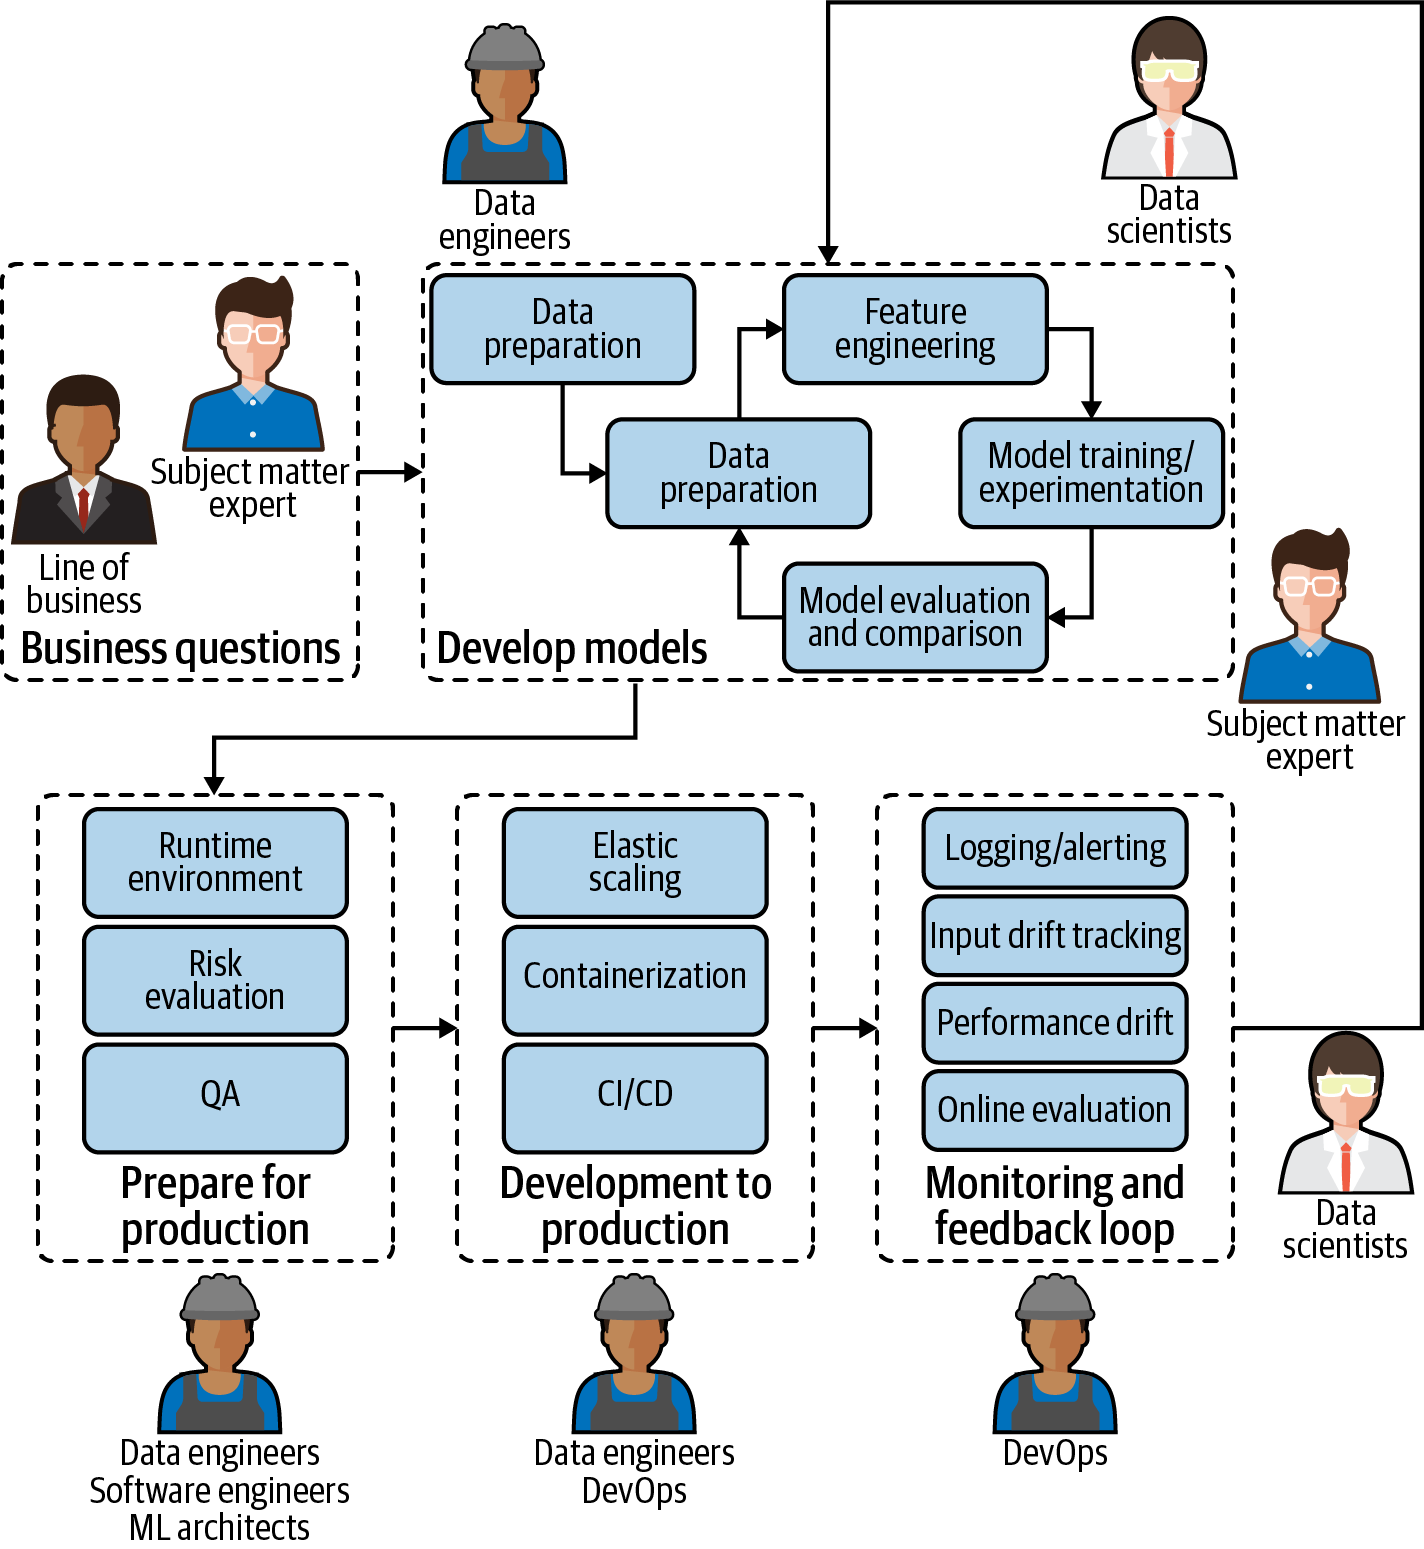 Data
engineers
Data
scientists
Subject matter
expert
Line of
business
Business questions
Data
preparation
Feature
engineering
Data
preparation
Model training/
experimentation
Model evaluation
and comparison
Develop models
Subject matter
expert
Runtime
environment
Risk
evaluation
QA
Prepare for
production
Elastic
scaling
Containerization
CI/CD
Development to
production
Logging/alerting
Input drift tracking
Performance drift
Online evaluation
Monitoring and
feedback loop
Data
scientists
Data engineers
Software engineers
ML architects
Data engineers
DevOps
DevOps